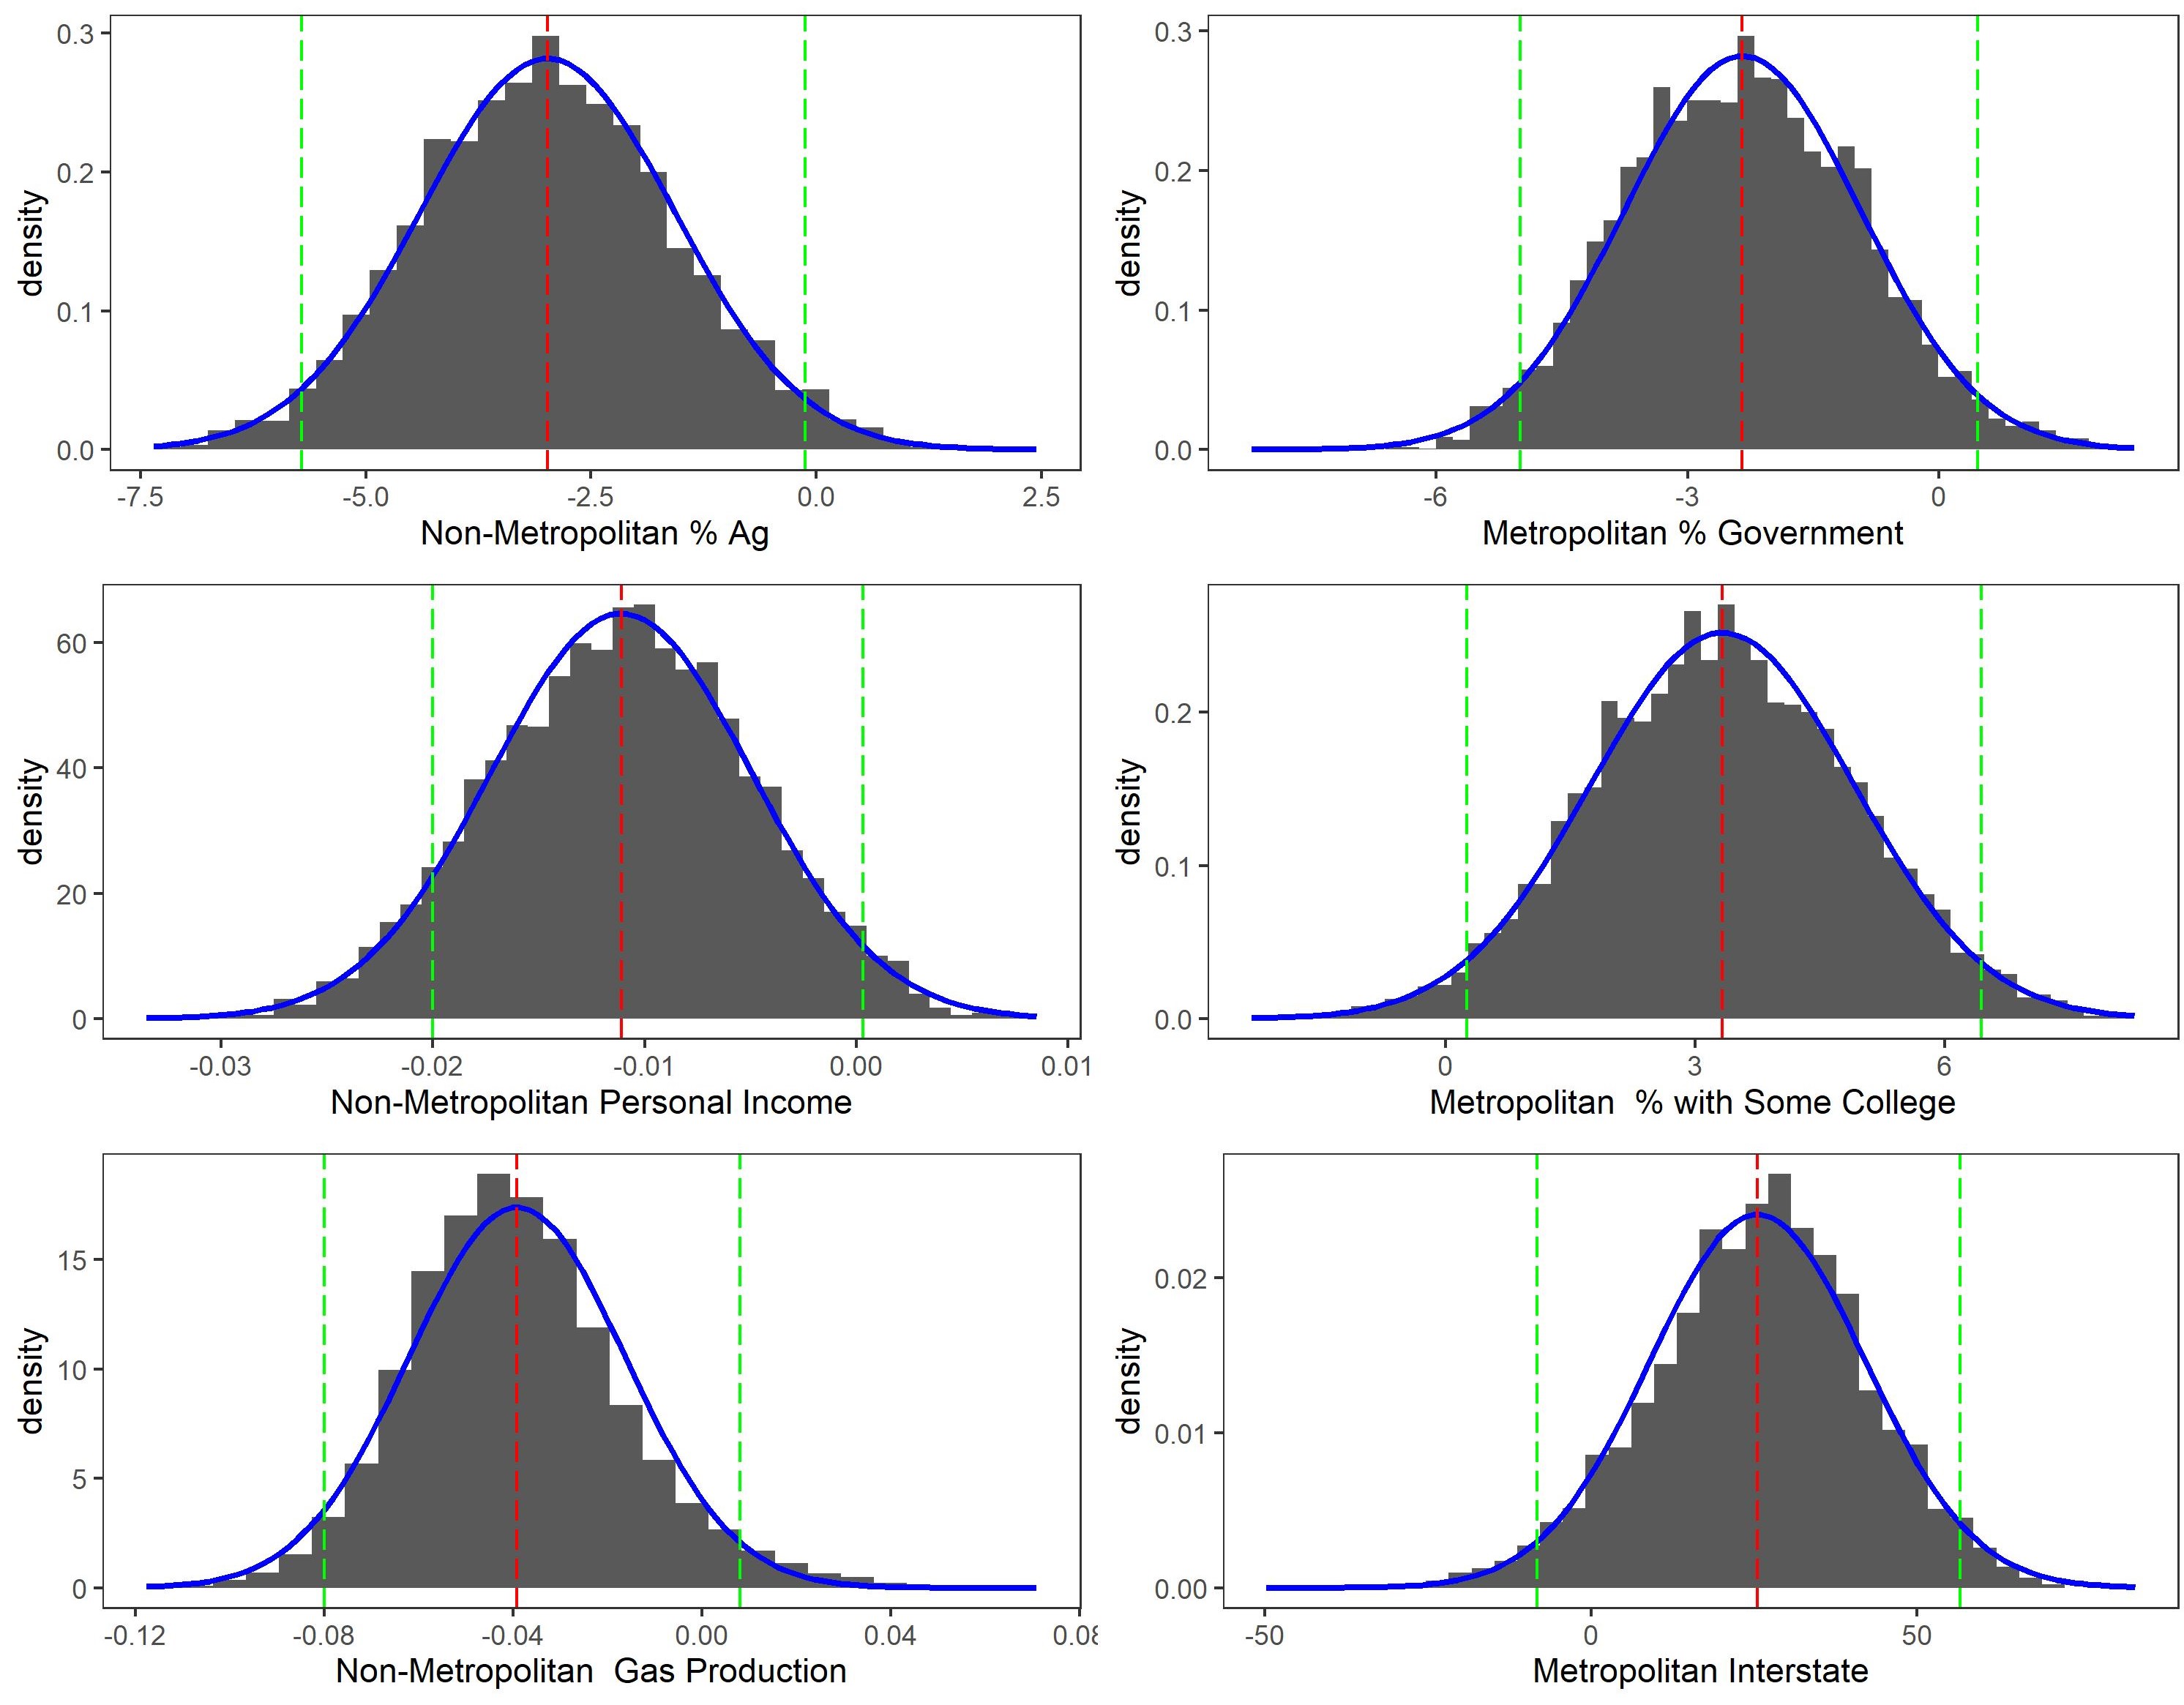 0.3
0.2
0.1
0.0
density
-7.5 -5.0 -2.5 0.0 2.5
Non-Metropolitan % Ag
0.3
0.2
0.1
0.0
density
-6 -3 0
Metropolitan % Government
60
40
20
0
density
-0.03 -0.02 -0.01 0.00 0.01
Non-Metropolitan Personal Income
0.2
0.1
0.0
density
0 3 6
Metropolitan % with Some College
15
10
5
0
density
-0.12 -0.08 -0.04 0.00 0.04
Non-Metropolitan Gas Production
0.02
0.01
0.00
density
-50 0 50
Metropolitan Interstate